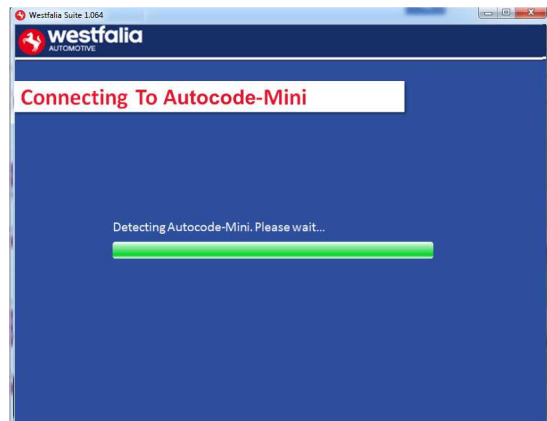 Westfalia Suite 1.064
westfalia
AUTOMOTIVE
Connecting To Autocode-Mini
Detecting Autocode-Mini. Please wait...